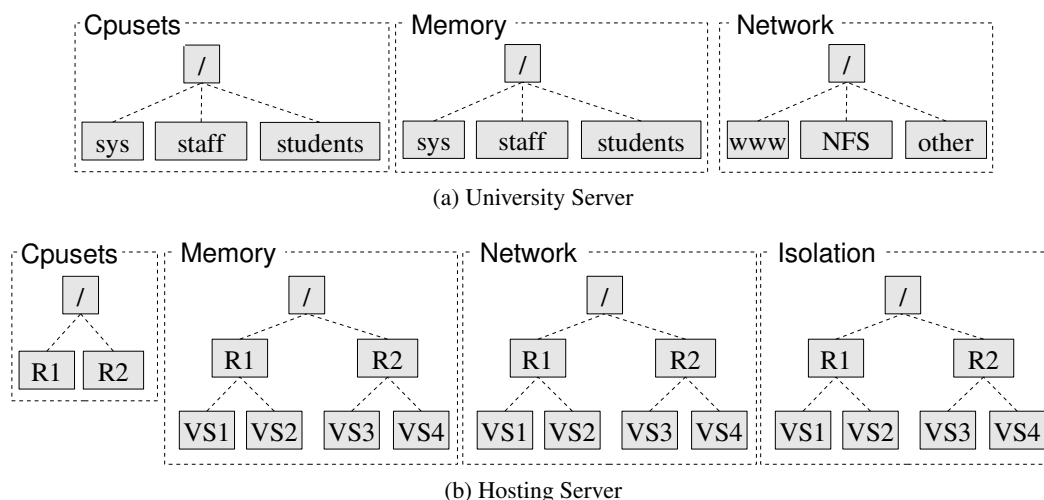 Cpusets Memory Network
/ / /
sys staff students sys staff students www NFS other
(a) University Server
Cpusets Memory Network Isolation
/ / / /
R1 R2 R1 R2 R1 R2
R1 R2
VS1 VS2 VS3 VS4 VS1 VS2 VS3 VS4 VS1 VS2 VS3 VS4
(b) Hosting Server